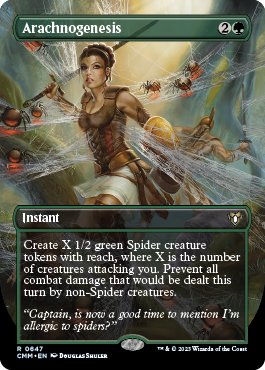 Arachnogenesis 2
Instant
Create X 1/2 green Spider creature
tokens with reach, where X is the
number of creatures attacking you. Prevent all
combat damage that would be dealt this
turn by non-Spider creatures.
“Captain, is now a good time to mention I’m
allergic to spiders?”
R 0647
CMM • EN DOUGLAS SHULER
™ & © 2023 Wizards of the Coast